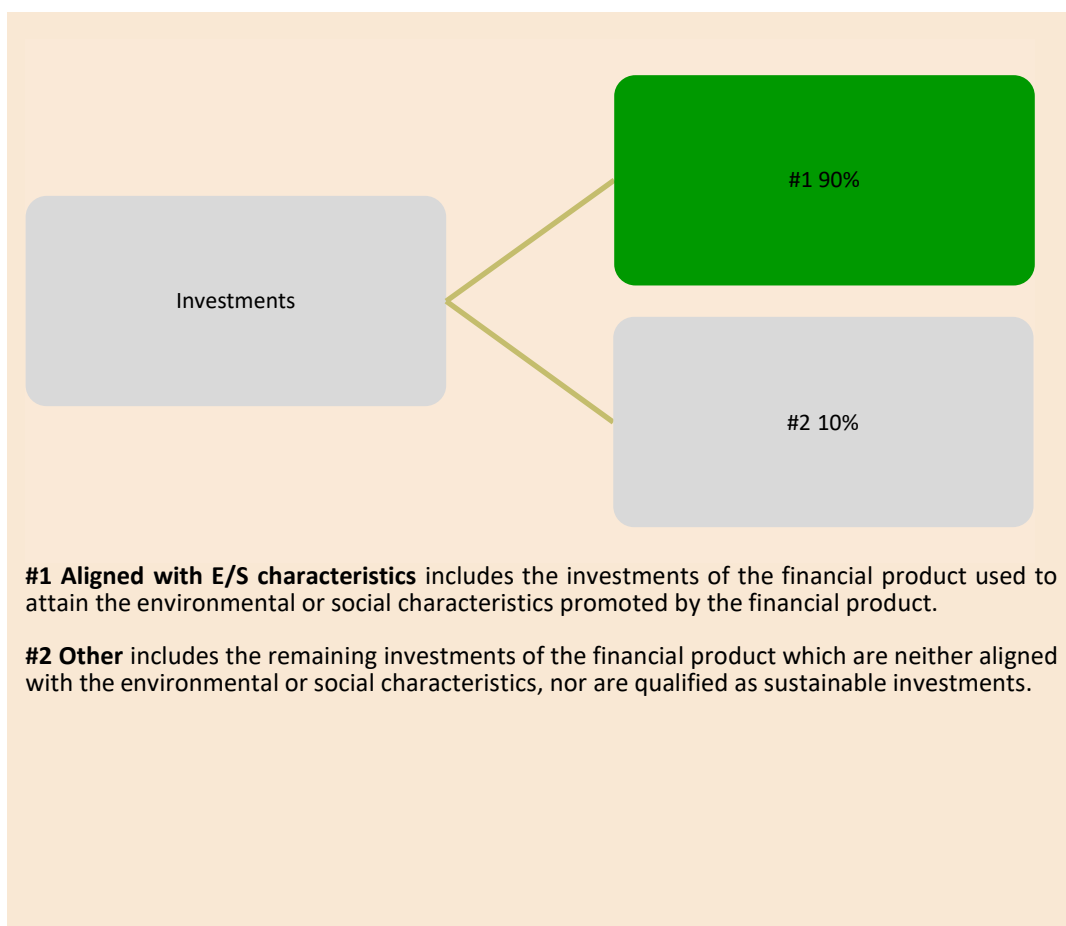 #1 90%
Investments
#2 10%
#1 Aligned with E/S characteristics includes the investments of the financial product used to
attain the environmental or social characteristics promoted by the financial product.
#2 Other includes the remaining investments of the financial product which are neither aligned
with the environmental or social characteristics, nor are qualified as sustainable investments.